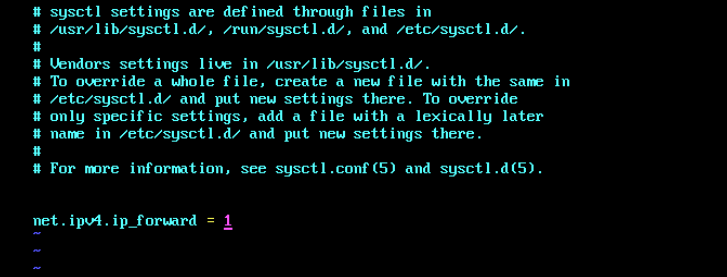 # sysctl settings are defined through files in
# /usr/lib/sysctl.d/, /run/sysctl.d/, and /etc/sysctl.d/.
#
# Vendors settings live in /usr/lib/sysctl.d/.
# To override a whole file, create a new file with the same in
# /etc/sysctl.d/ and put new settings there. To override
# only specific settings, add a file with a lexically later
# name in /etc/sysctl.d/ and put new settings there.
#
# For more information, see sysctl.conf(5) and sysctl.d(5).
net.ipv4.ip_forward = 1
~
~
~